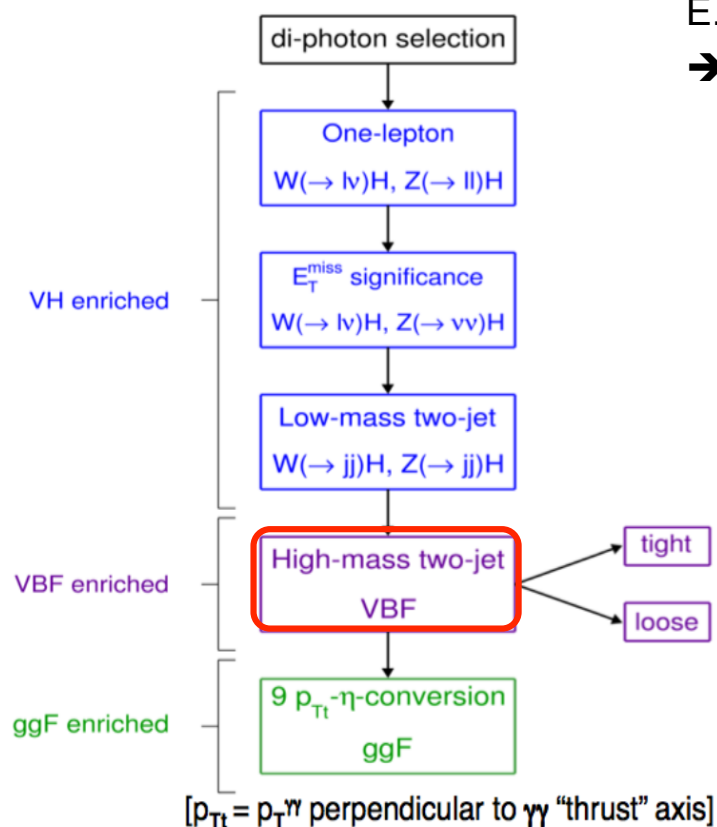 E.
➔
di-photon selection
One-lepton
W(→ lν)H, Z(→ ll)H
E_T^miss significance
W(→ lν)H, Z(→ νν)H
VH enriched
Low-mass two-jet
W(→ jj)H, Z(→ jj)H
High-mass two-jet
VBF
VBF enriched
tight
loose
9 p_Tt-η-conversion
ggF
ggF enriched
[p_Tt = p_T^γγ perpendicular to γγ “thrust” axis]